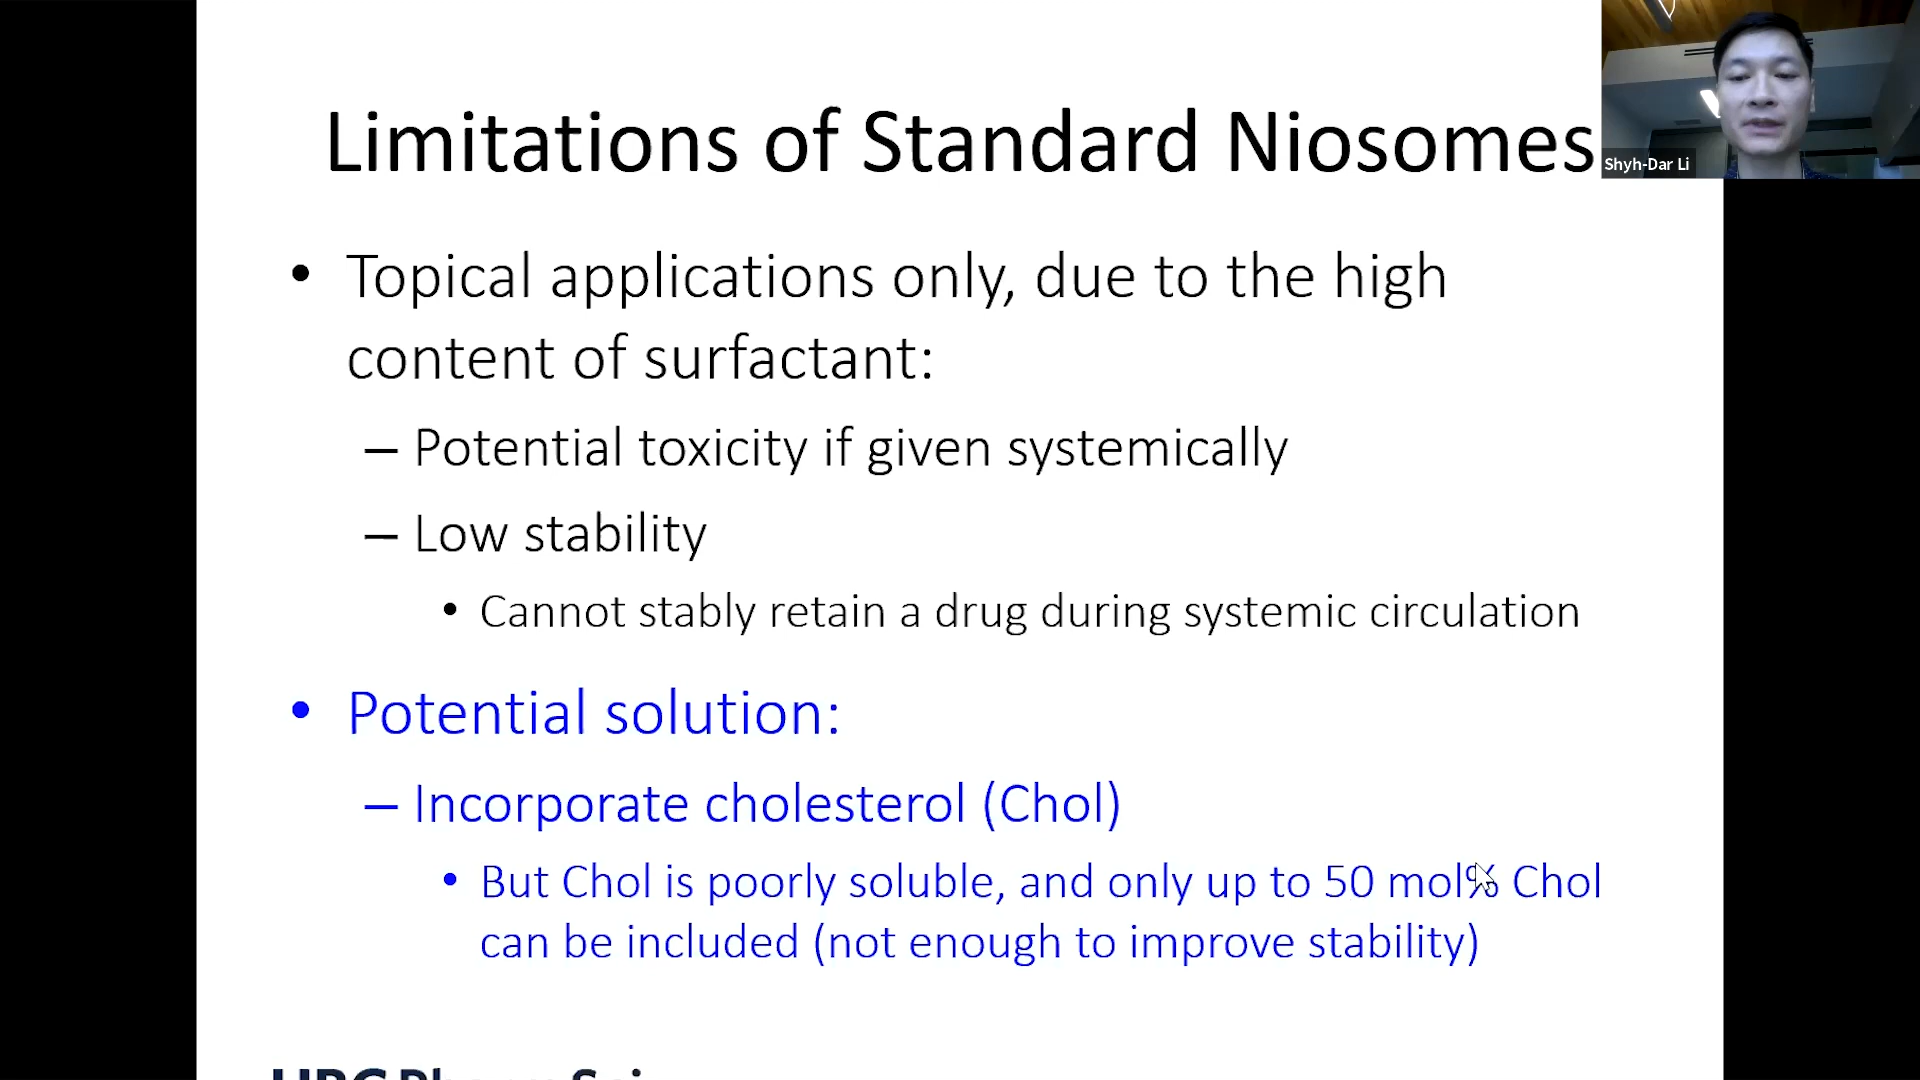 Limitations of Standard Niosomes
Shyh-Dar Li
• Topical applications only, due to the high
content of surfactant:
– Potential toxicity if given systemically
– Low stability
• Cannot stably retain a drug during systemic circulation
• Potential solution:
– Incorporate cholesterol (Chol)
• But Chol is poorly soluble, and only up to 50 mol% Chol
can be included (not enough to improve stability)
UBC Pharm Sci